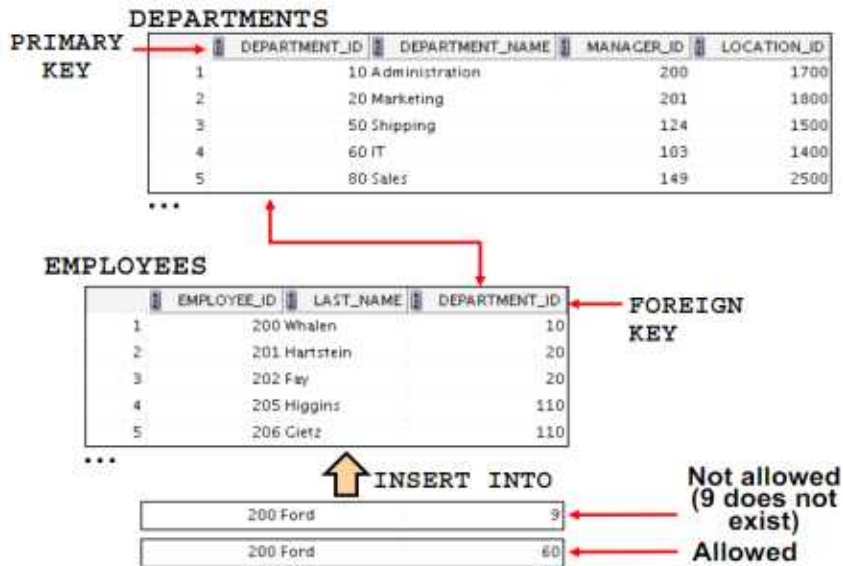 DEPARTMENTS
PRIMARY KEY
DEPARTMENT_ID DEPARTMENT_NAME MANAGER_ID LOCATION_ID
1 10 Administration 200 1700
2 20 Marketing 201 1800
3 50 Shipping 124 1500
4 60 IT 103 1400
5 80 Sales 149 2500
...
EMPLOYEES
EMPLOYEE_ID LAST_NAME DEPARTMENT_ID
FOREIGN KEY
1 200 Whalen 10
2 201 Hartstein 20
3 202 Fay 20
4 205 Higgins 110
5 206 Gietz 110
...
INSERT INTO
Not allowed
(9 does not
exist)
200 Ford 9
200 Ford 60
Allowed